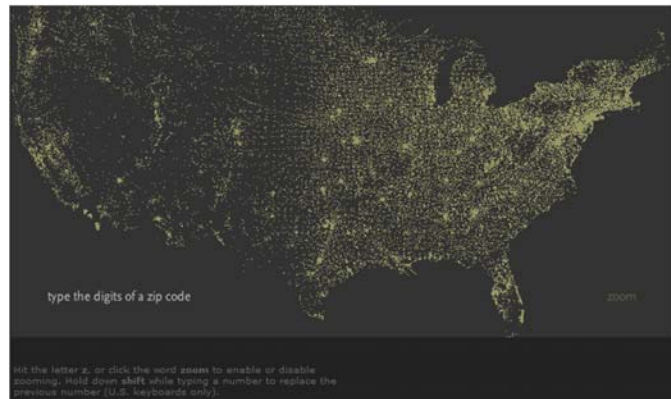 type the digits of a zip code
zoom
Hit the letter z, or click the word zoom to enable or disable
zooming. Hold down shift while typing a number to replace the
previous number (U.S. keyboards only).